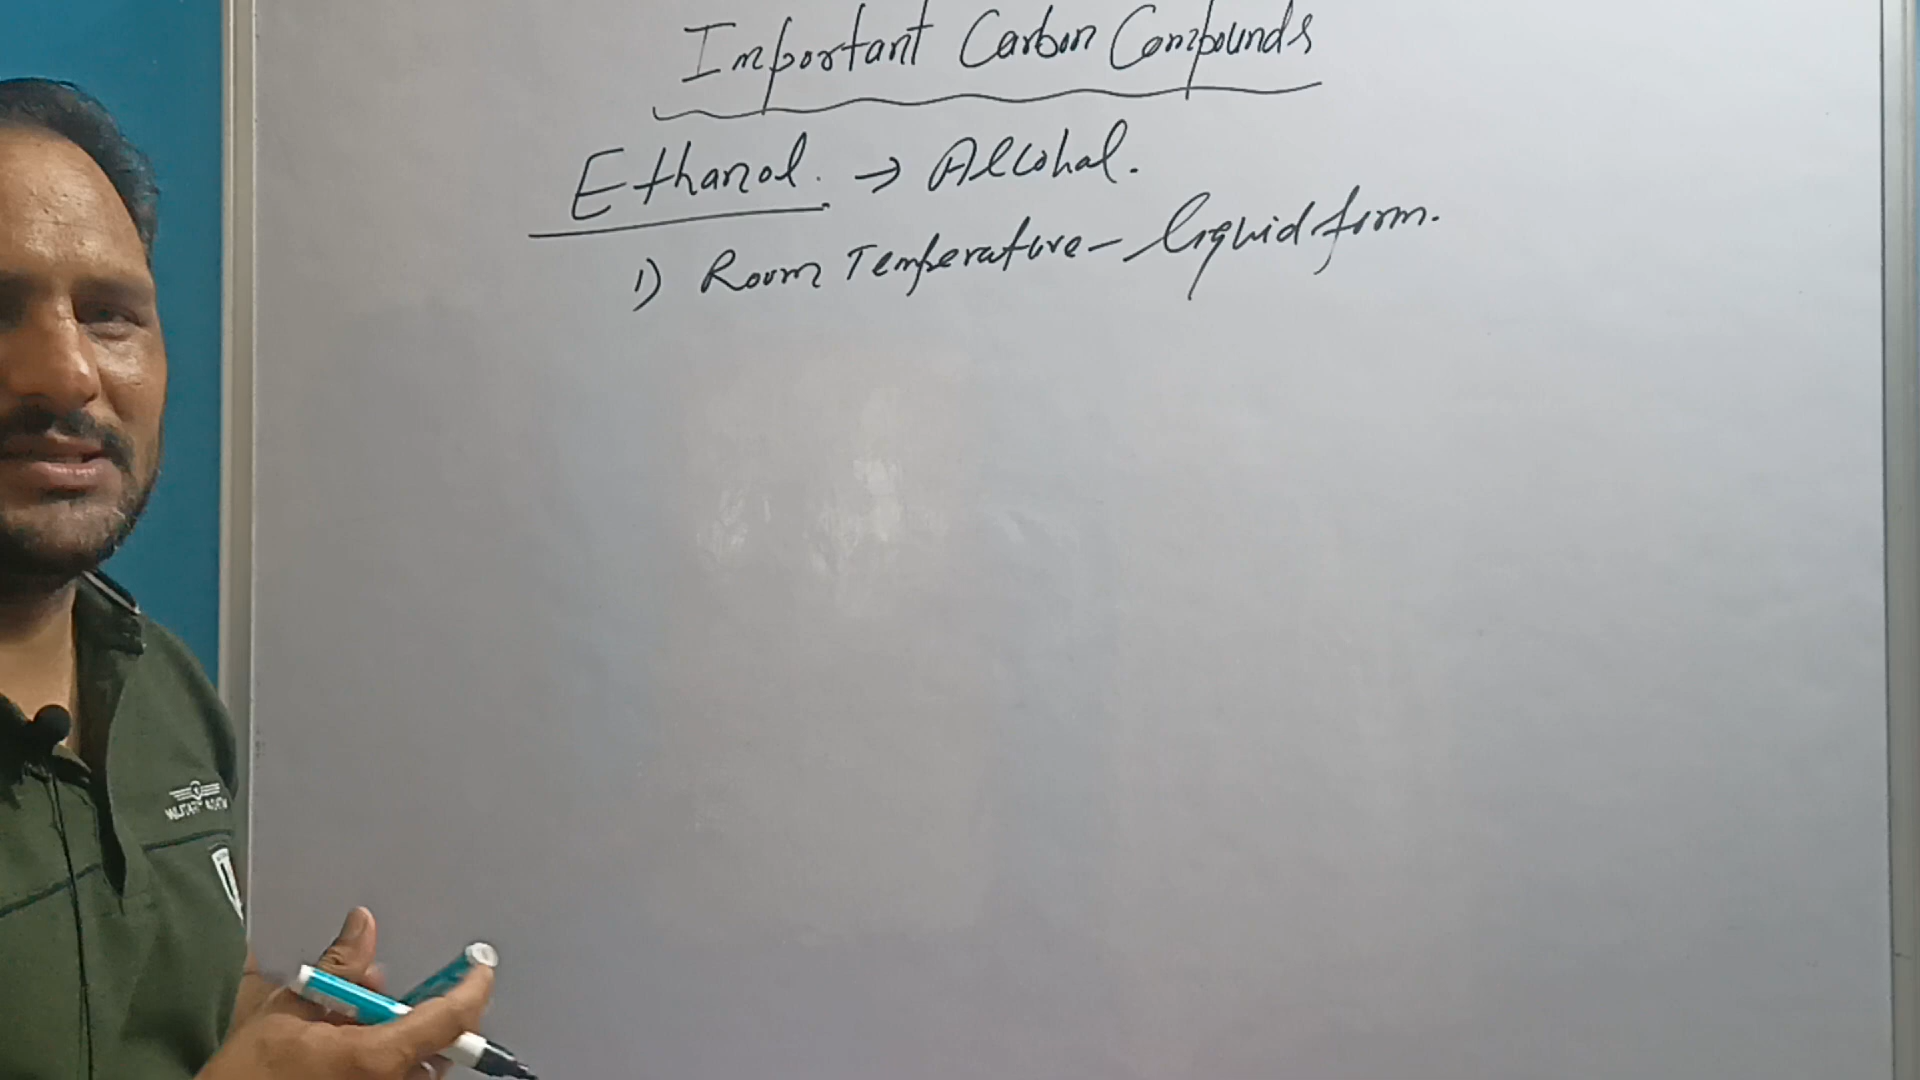 Important Carbon Compounds
Ethanol. → Alcohal.
1) Room Temperature - liquid form.